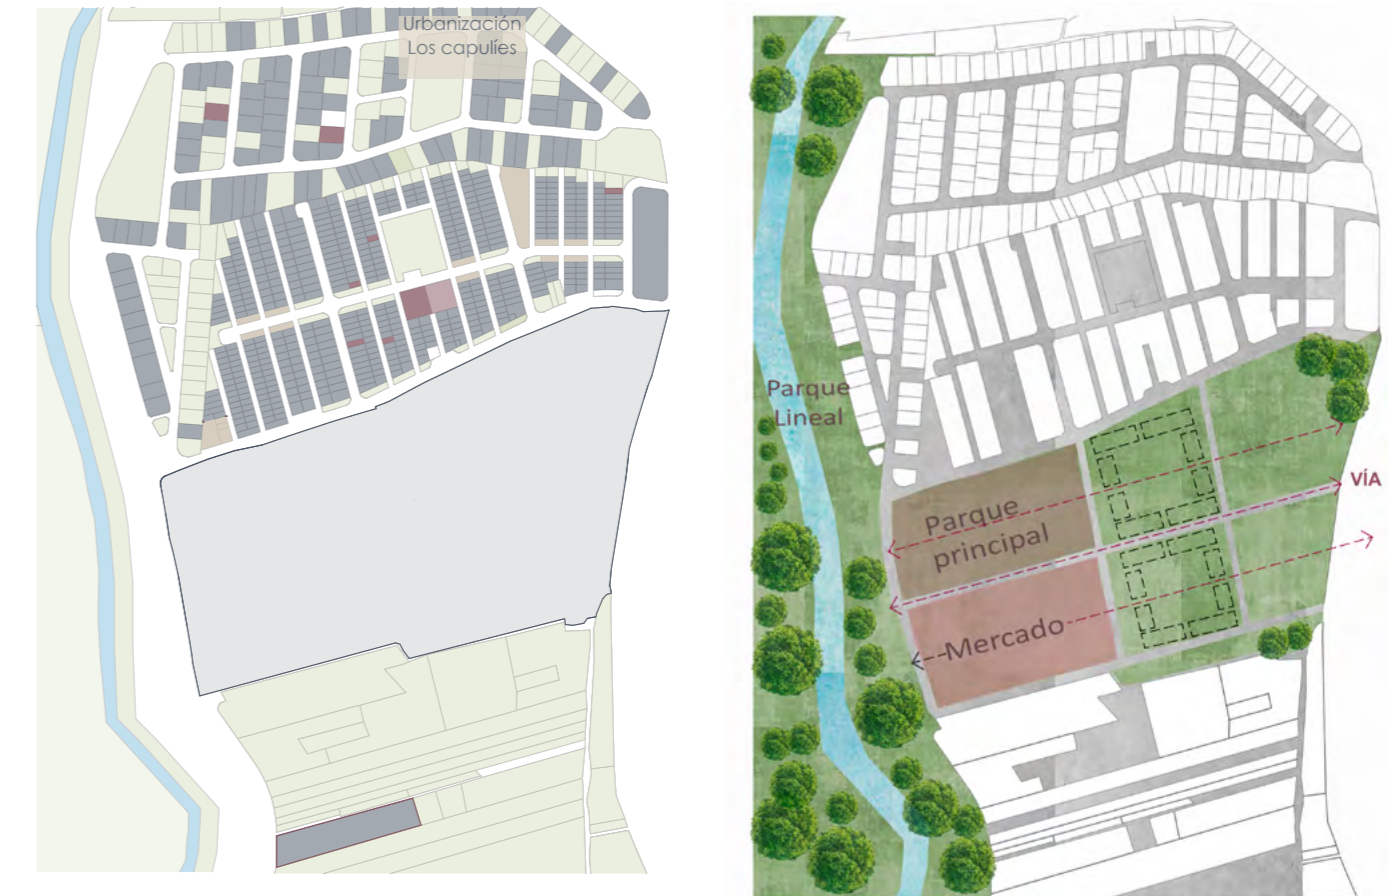 Urbanización
Los capulíes
Parque
Lineal
VÍA
Parque
principal
Mercado